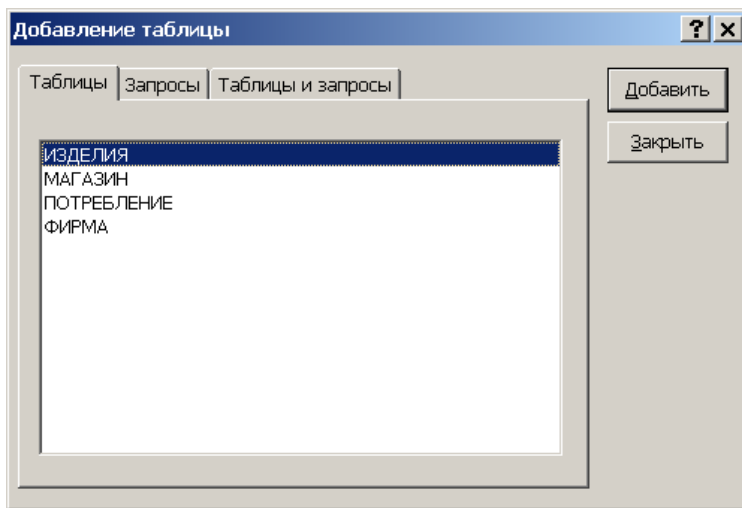 Добавление таблицы
Таблицы Запросы Таблицы и запросы
Добавить
Закрыть
ИЗДЕЛИЯ
МАГАЗИН
ПОТРЕБЛЕНИЕ
ФИРМА